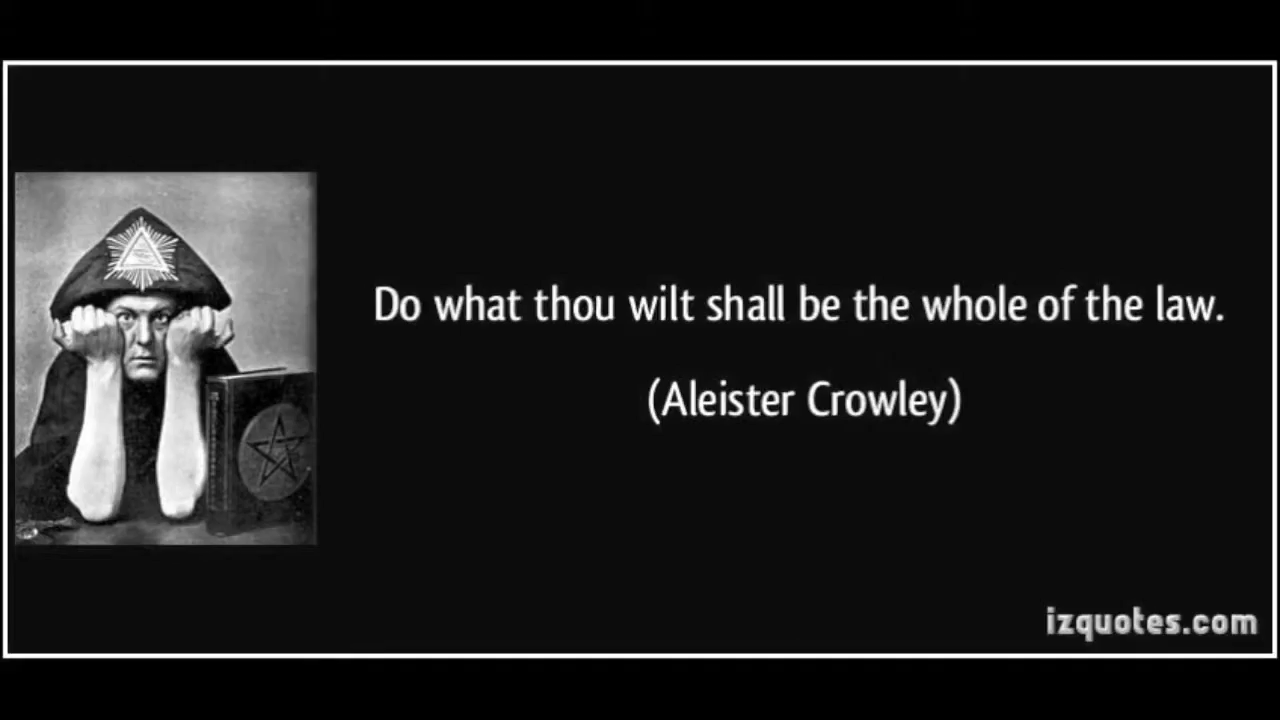 Do what thou wilt shall be the whole of the law.
(Aleister Crowley)
izquotes.com